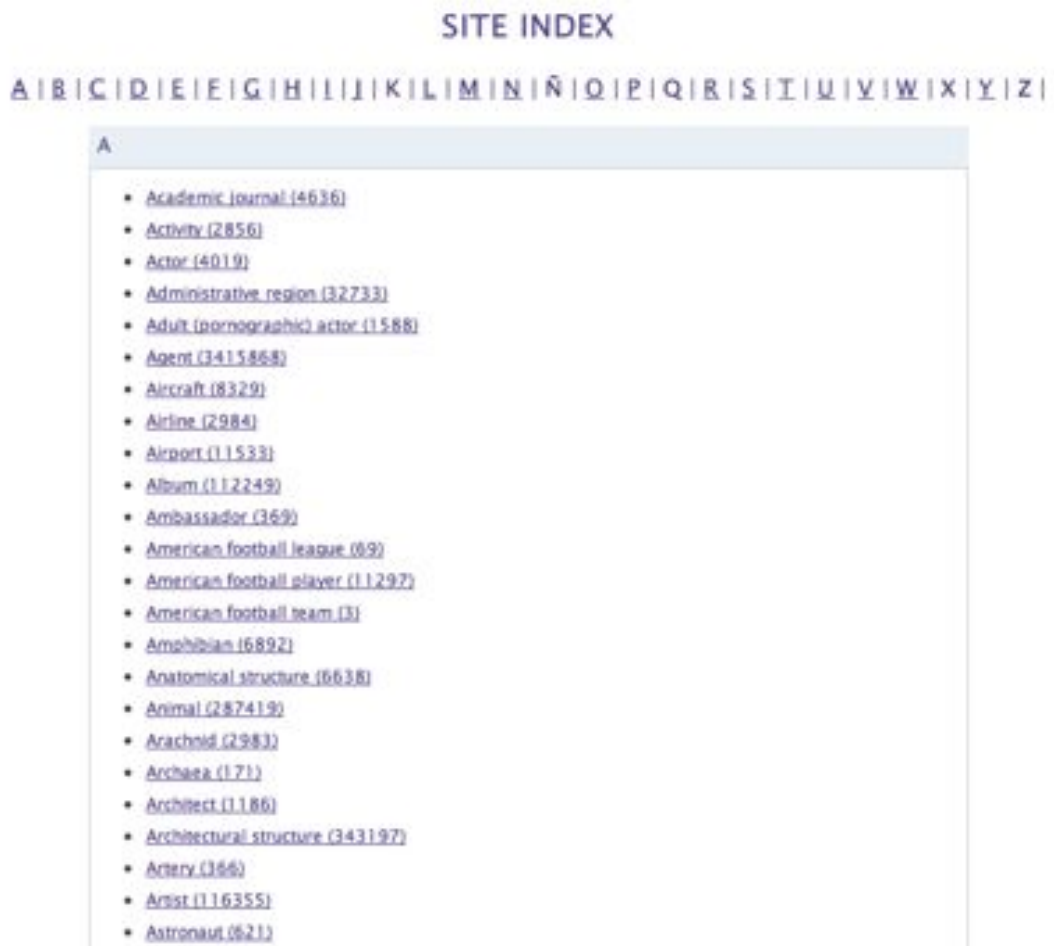 SITE INDEX
A | B | C | D | E | F | G | H | I | J | K | L | M | N | Ñ | O | P | Q | R | S | T | U | V | W | X | Y | Z |
A
• Academic journal (4636)
• Activity (2856)
• Actor (4019)
• Administrative region (32733)
• Adult (pornographic) actor (1588)
• Agent (3415868)
• Aircraft (8329)
• Airline (2984)
• Airport (11533)
• Album (112249)
• Ambassador (369)
• American football league (69)
• American football player (11297)
• American football team (3)
• Amphibian (6892)
• Anatomical structure (6638)
• Animal (287419)
• Arachnid (2983)
• Archaea (171)
• Architect (1186)
• Architectural structure (343197)
• Artery (366)
• Artist (116355)
• Astronaut (621)